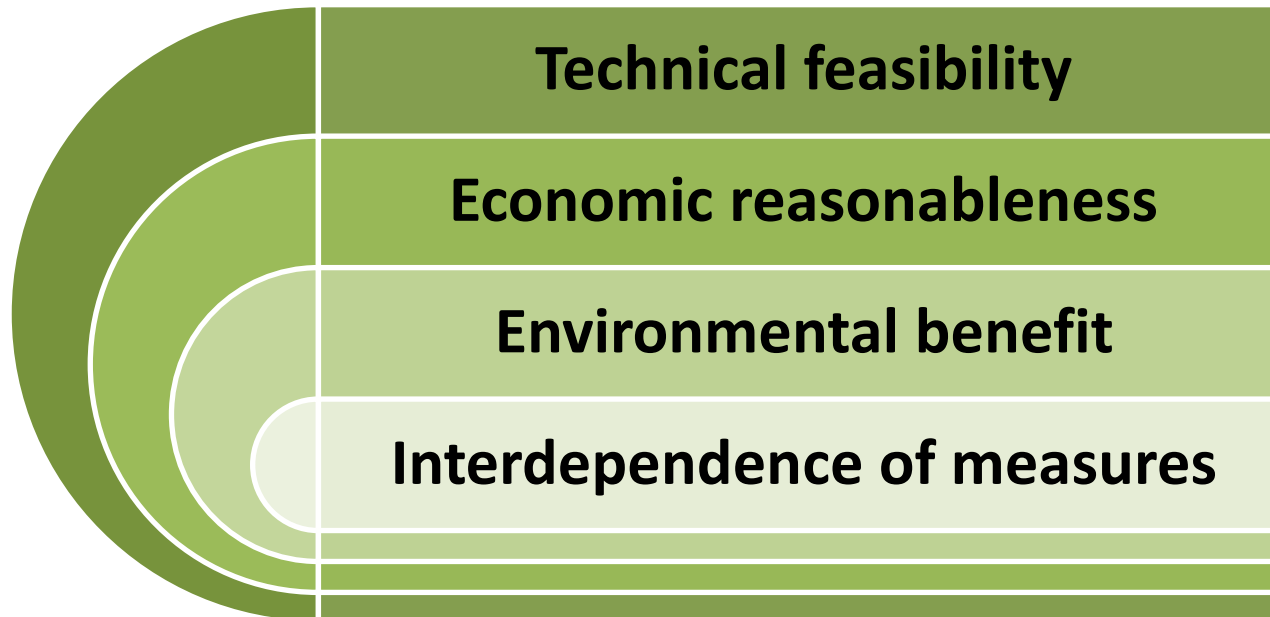 Technical feasibility
Economic reasonableness
Environmental benefit
Interdependence of measures